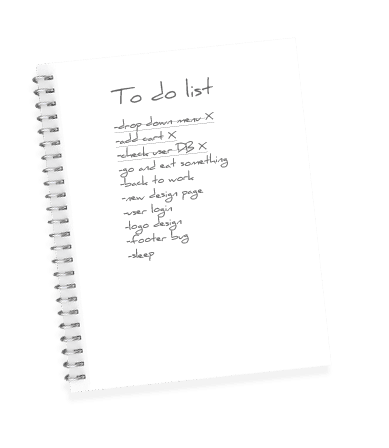 To do list
-drop down menu X
-add cart X
-check user DB X
-go and eat something
-back to work
-new design page
-user login
-logo design
-footer bug
-sleep